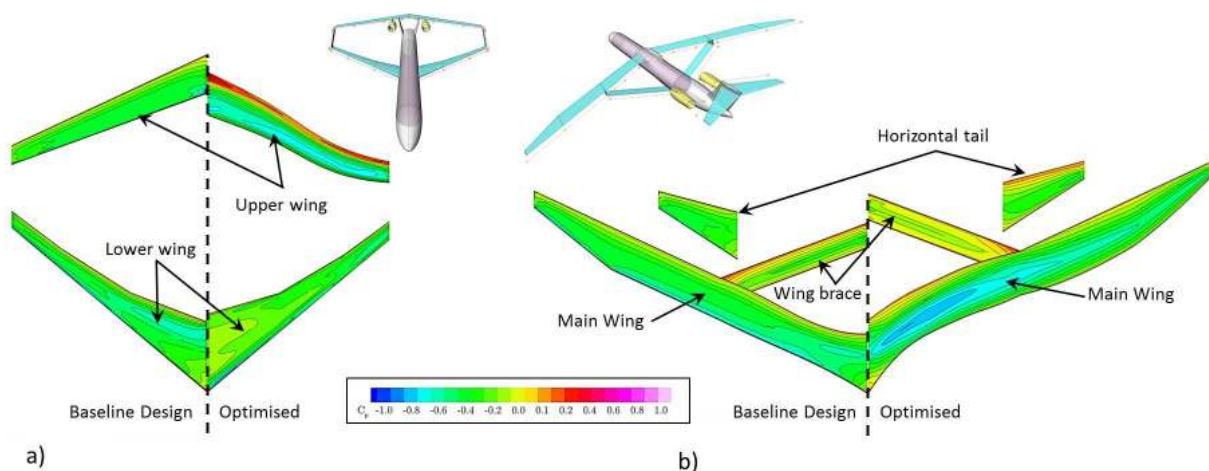 Horizontal tail
Upper wing
Lower wing
Wing brace
Main Wing
Main Wing
Baseline Design
Optimised
Cp -1.0 -0.8 -0.6 -0.4 -0.2 0.0 0.1 0.2 0.4 0.6 0.8 1.0
Baseline Design
Optimised
a)
b)